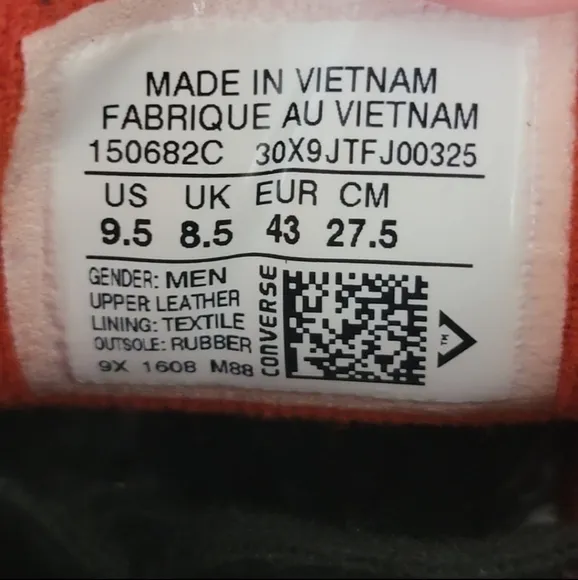 MADE IN VIETNAM
FABRIQUE AU VIETNAM
150682C 30X9JTFJ00325
US UK EUR CM
9.5 8.5 43 27.5
GENDER: MEN
UPPER: LEATHER
LINING: TEXTILE
OUTSOLE: RUBBER
9X 1608 M88
CONVERSE
TM